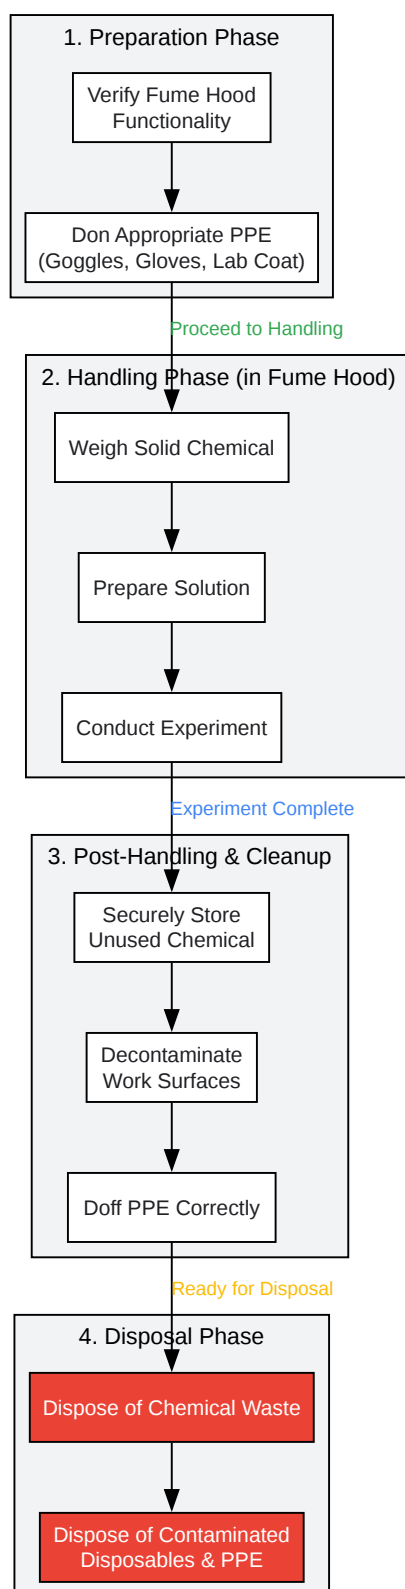 1. Preparation Phase
Verify Fume Hood
Functionality
Don Appropriate PPE
(Goggles, Gloves, Lab Coat)
Proceed to Handling
2. Handling Phase (in Fume Hood)
Weigh Solid Chemical
Prepare Solution
Conduct Experiment
Experiment Complete
3. Post-Handling & Cleanup
Securely Store
Unused Chemical
Decontaminate
Work Surfaces
Doff PPE Correctly
Ready for Disposal
4. Disposal Phase
Dispose of Chemical Waste
Dispose of Contaminated
Disposables & PPE